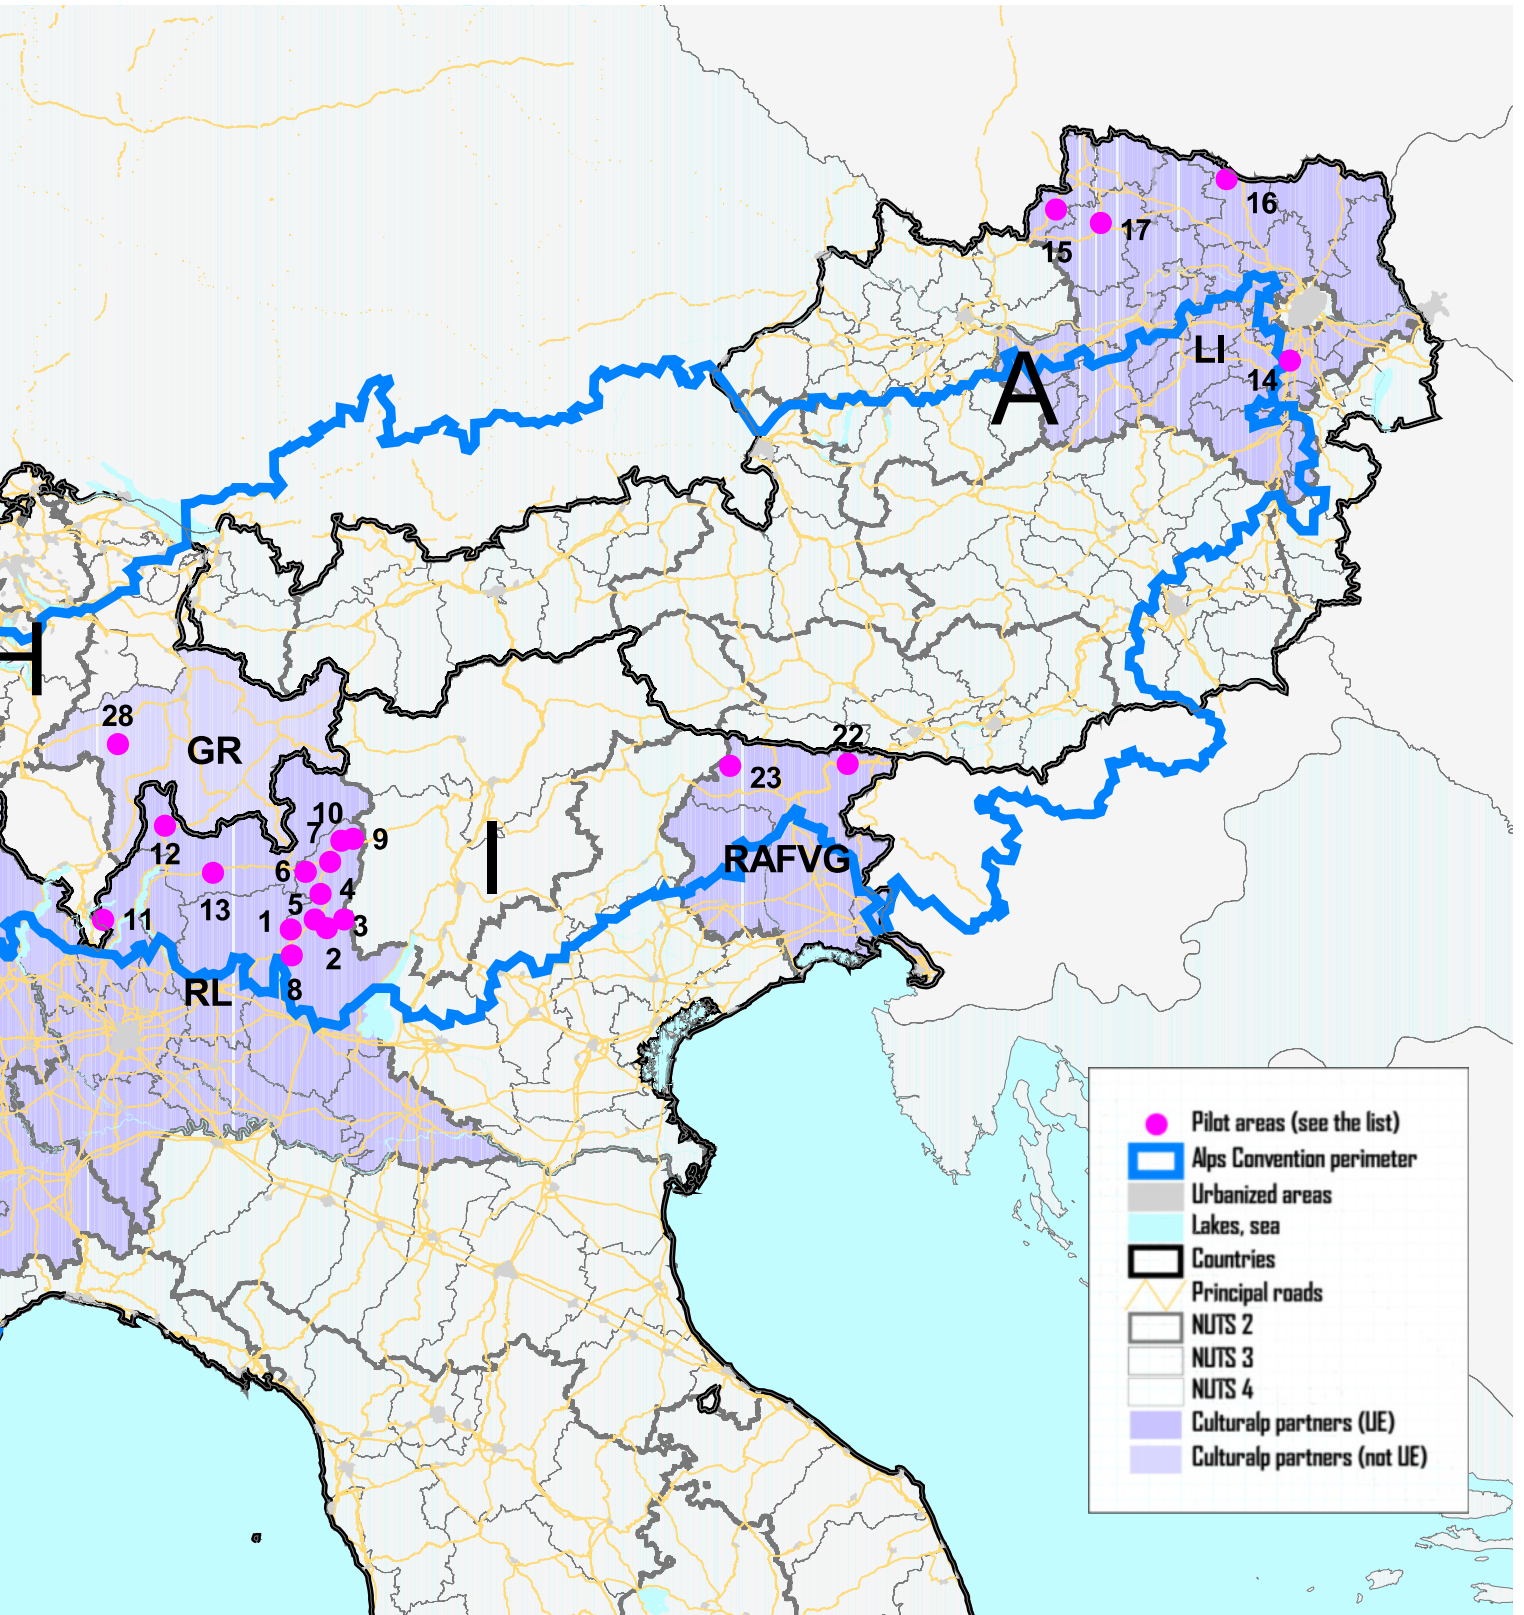 16
15
17
LI
A
14
H
28
GR
22
23
10
7
9
12
6
RAFVG
I
4
13
5
11
1
3
2
RL
8
Pilot areas (see the list)
Alps Convention perimeter
Urbanized areas
Lakes, sea
Countries
Principal roads
NUTS 2
NUTS 3
NUTS 4
Culturalp partners (UE)
Culturalp partners (not UE)